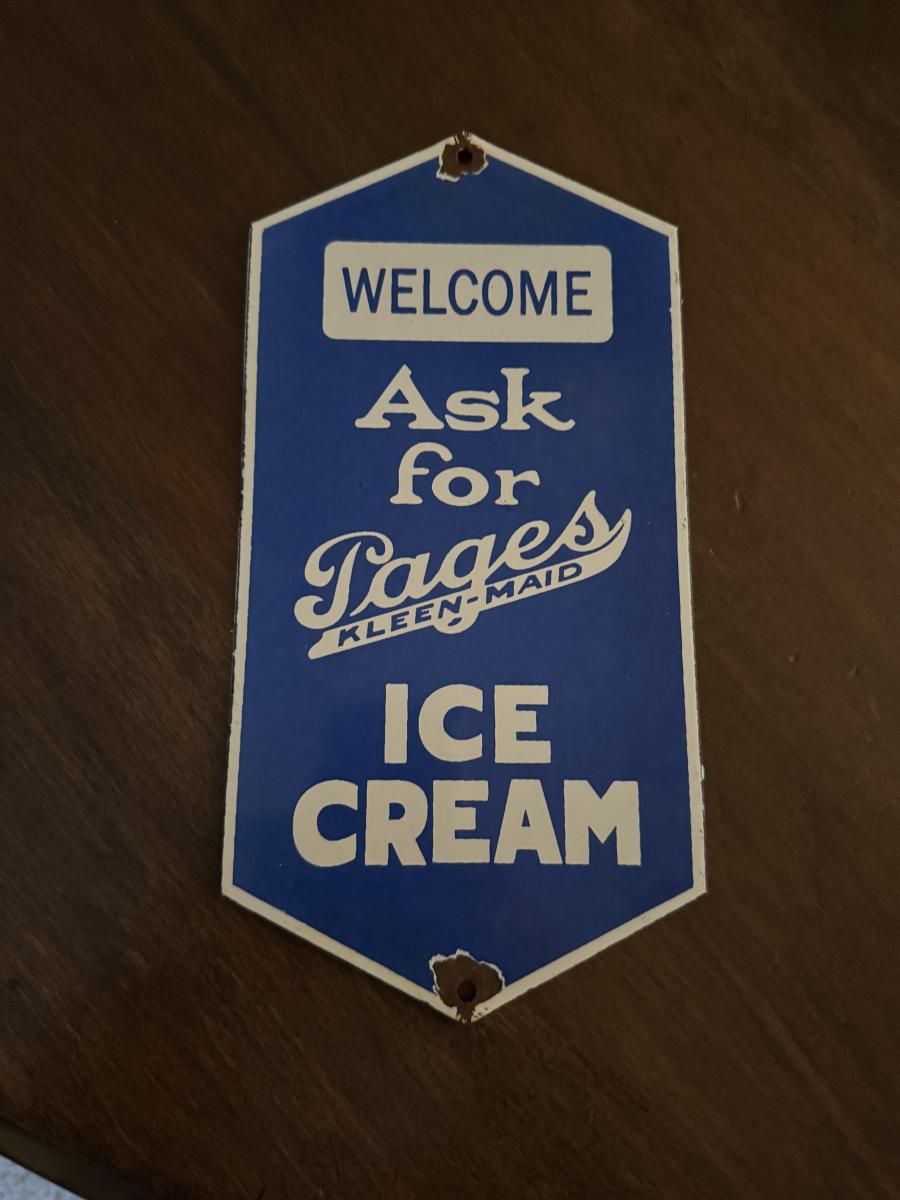 WELCOME
Ask
for
Pages
KLEEN-MAID
ICE
CREAM